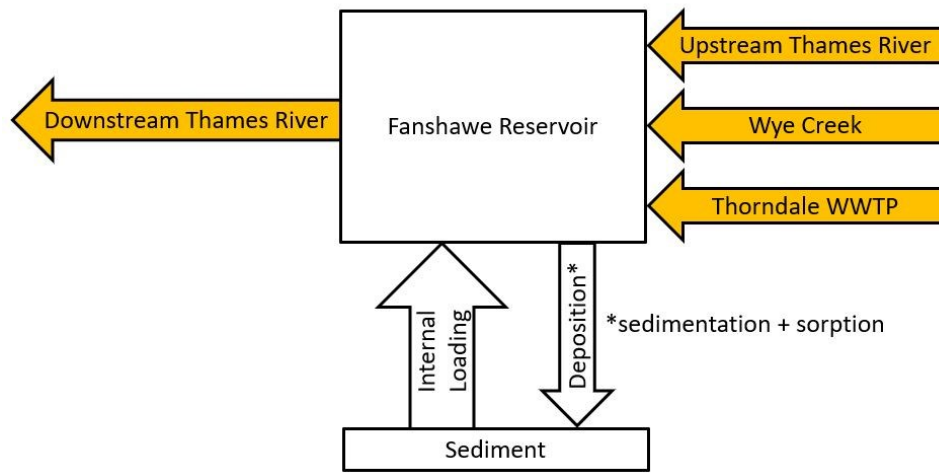 Upstream Thames River
Downstream Thames River
Fanshawe Reservoir
Wye Creek
Thorndale WWTP
Internal
Loading
Deposition*
*sedimentation + sorption
Sediment